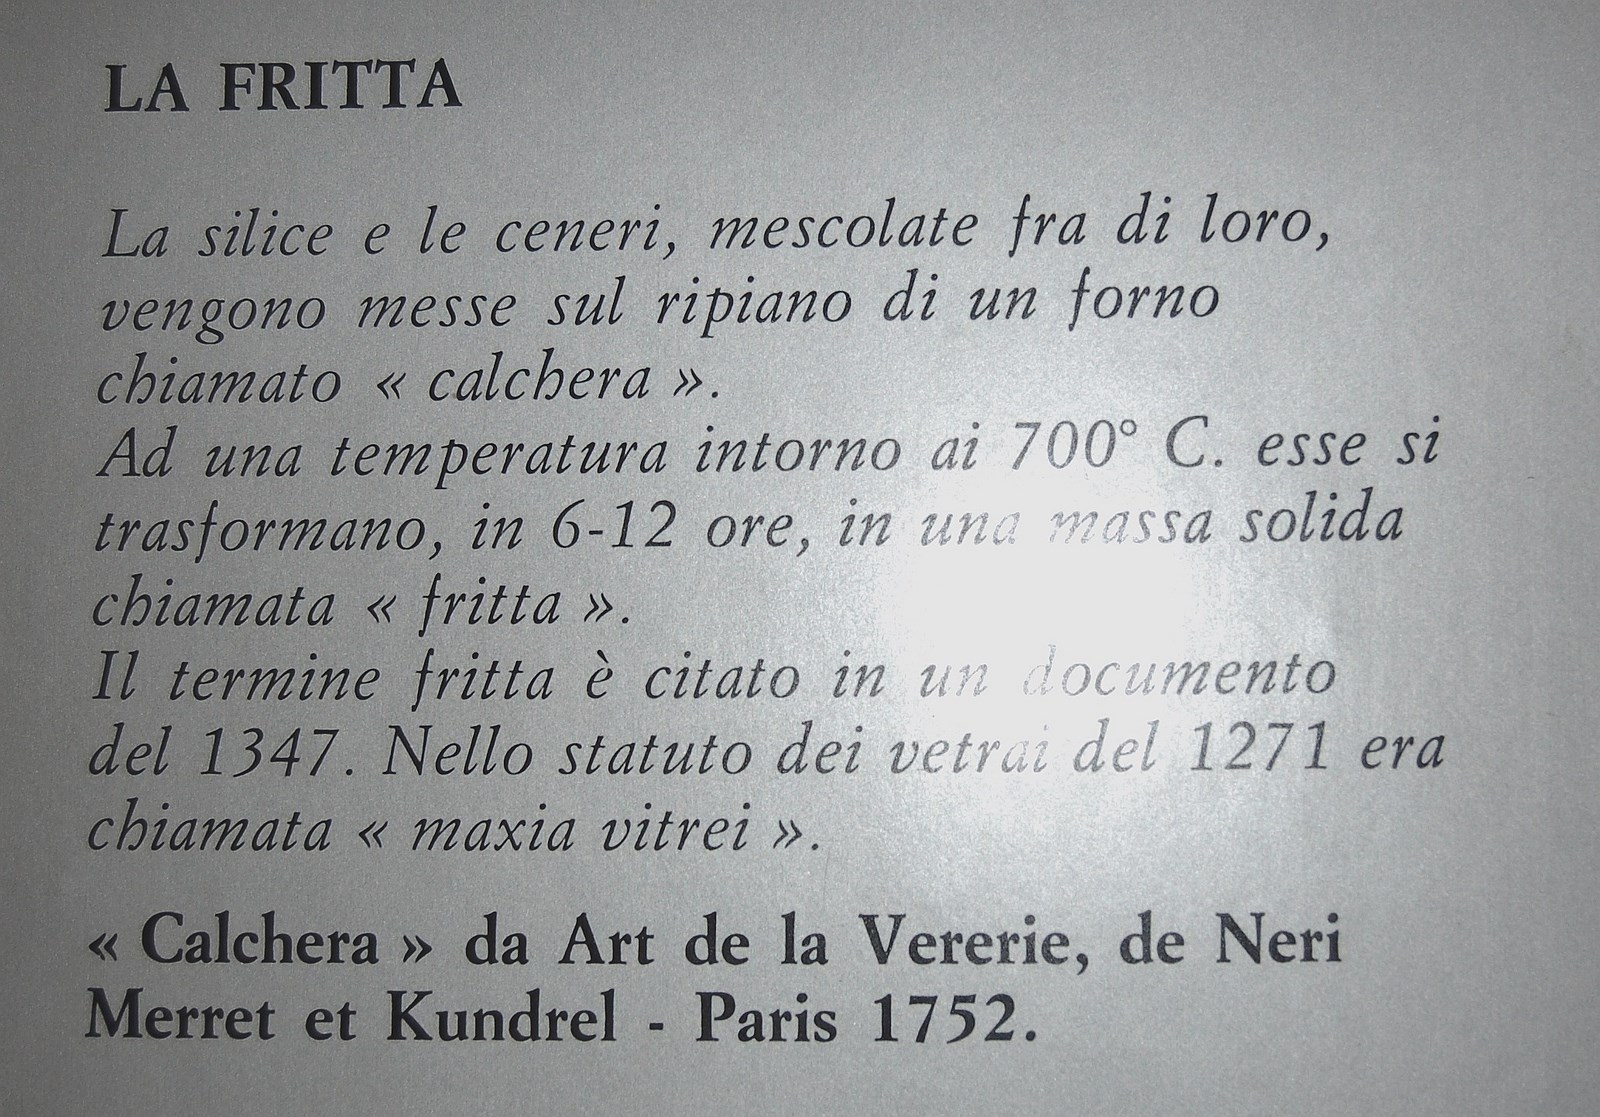 LA FRITTA
La silice e le ceneri, mescolate fra di loro,
vengono messe sul ripiano di un forno
chiamato « calchera ».
Ad una temperatura intorno ai 700° C. esse si
trasformano, in 6-12 ore, in una massa solida
chiamata « fritta ».
Il termine fritta è citato in un documento
del 1347. Nello statuto dei vetrai del 1271 era
chiamata « maxia vitrei ».
« Calchera » da Art de la Vererie, de Neri
Merret et Kundrel - Paris 1752.